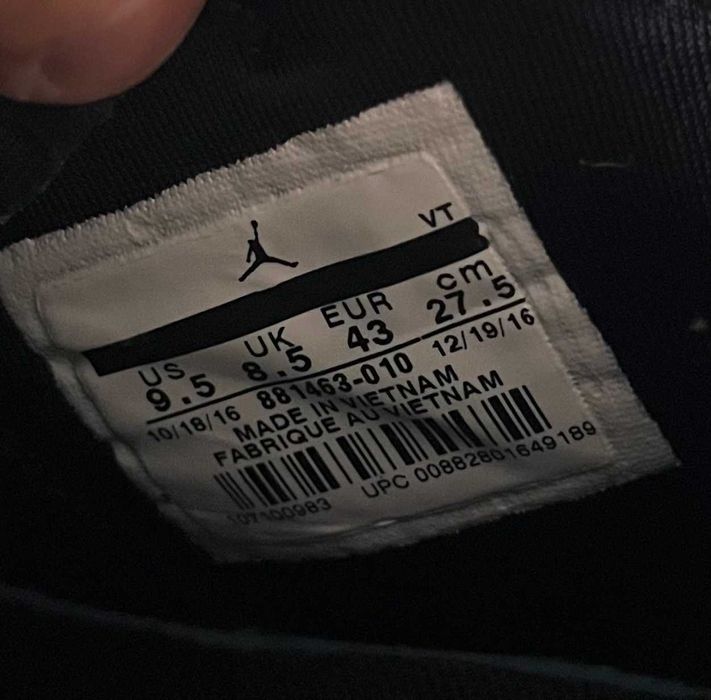 VT
US UK EUR cm
9.5 8.5 43 27.5
10/18/16 881463-010 12/19/16
MADE IN VIETNAM
FABRIQUE AU VIETNAM
107100983 UPC 00882801649189